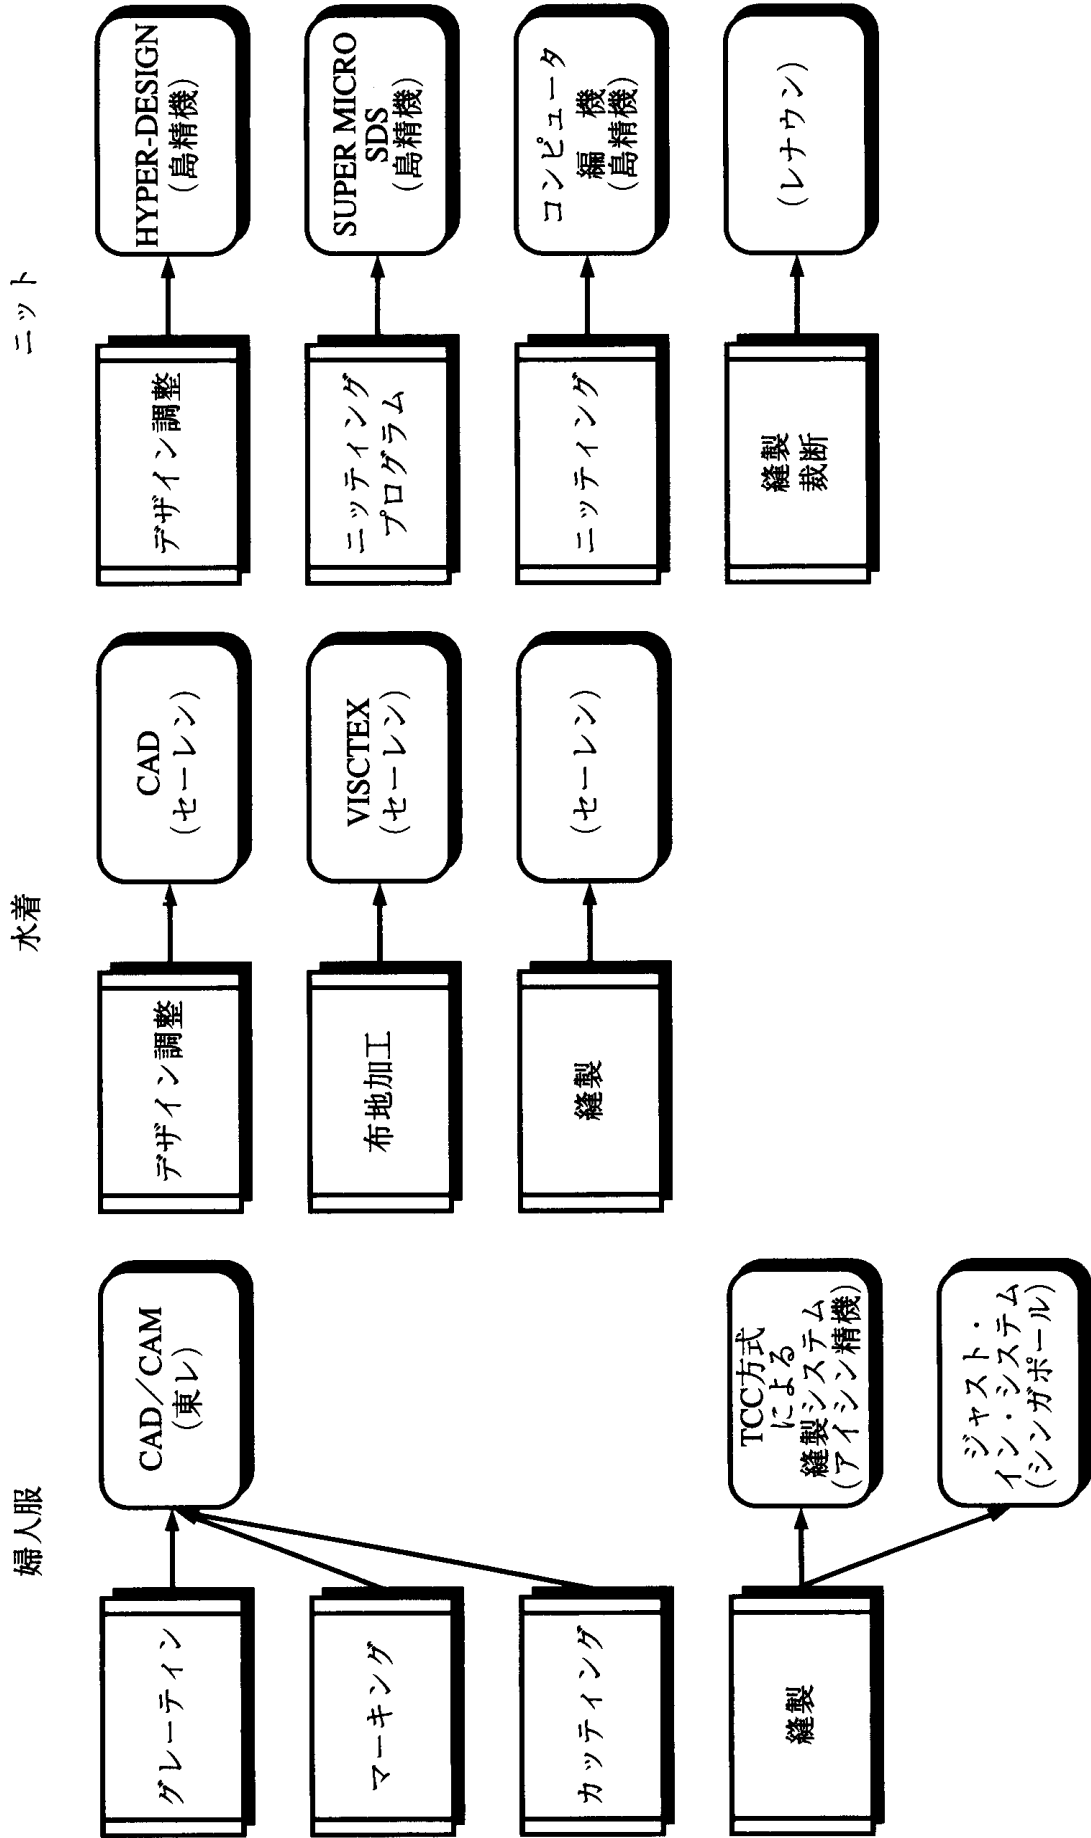 婦人服
グレーティン
マーキング
カッティング
縫製
CAD／CAM
(東レ)
TCC方式
による
縫製システム
(アイシン精機)
ジャスト・
イン・システム
(シンガポール)
水着
デザイン調整
布地加工
縫製
CAD
(セーレン)
VISCTEX
(セーレン)
(セーレン)
ニット
デザイン調整
ニッティング
プログラム
ニッティング
縫製
裁断
HYPER-DESIGN
(島精機)
SUPER MICRO
SDS
(島精機)
コンピュータ
編　機
(島精機)
(レナウン)